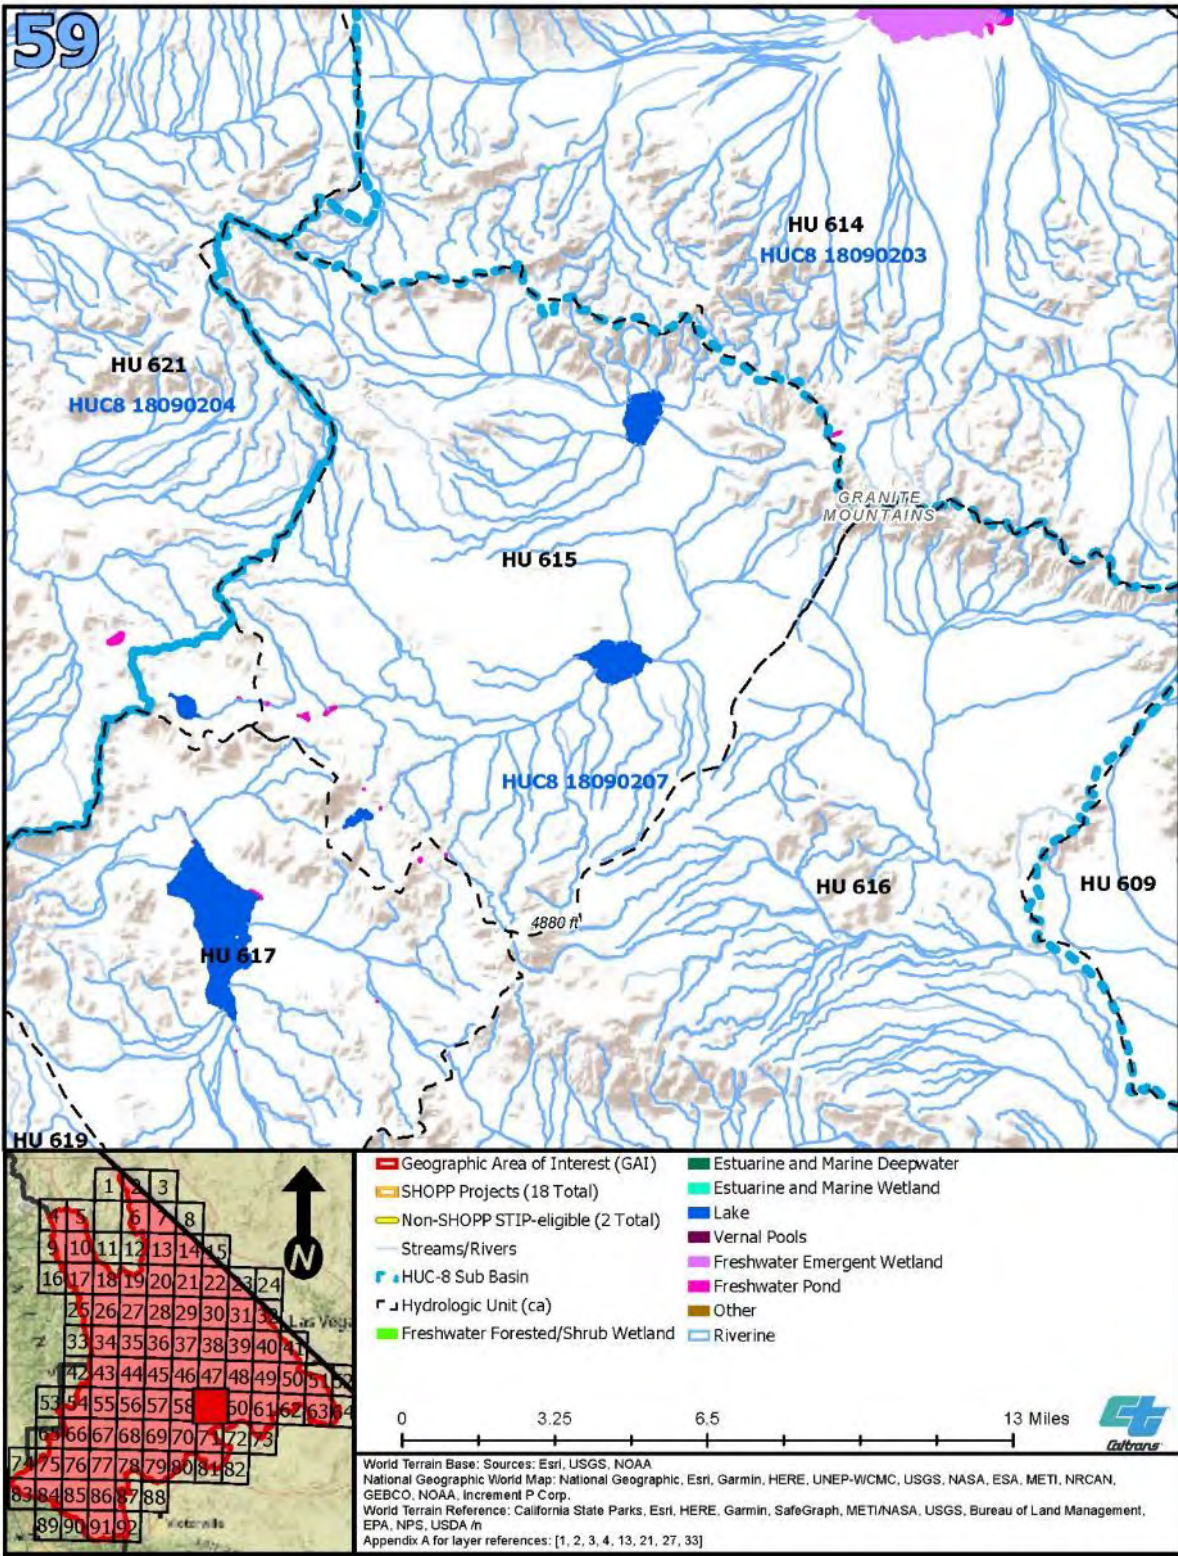 59
HU 614
HUC8 18090203
HU 621
HUC8 18090204
GRANITE
MOUNTAINS
HU 615
HUC8 18090207
HU 616
HU 609
4880 ft
HU 617
HU 619
1 2 3
4 5 6 7 8
9 10 11 12 13 14 15
16 17 18 19 20 21 22 23 24
25 26 27 28 29 30 31 32
Las Vega
33 34 35 36 37 38 39 40 41
42 43 44 45 46 47 48 49 50 51 52
53 54 55 56 57 58 60 61 62 63 64
65 66 67 68 69 70 71 72 73
74 75 76 77 78 79 80 81 82
83 84 85 86 87 88
89 90 91 92
Victorville
N
Geographic Area of Interest (GAI)
SHOPP Projects (18 Total)
Non-SHOPP STIP-eligible (2 Total)
Streams/Rivers
HUC-8 Sub Basin
Hydrologic Unit (ca)
Freshwater Forested/Shrub Wetland
Estuarine and Marine Deepwater
Estuarine and Marine Wetland
Lake
Vernal Pools
Freshwater Emergent Wetland
Freshwater Pond
Other
Riverine
0 3.25 6.5 13 Miles
Caltrans
World Terrain Base: Sources: Esri, USGS, NOAA
National Geographic World Map: National Geographic, Esri, Garmin, HERE, UNEP-WCMC, USGS, NASA, ESA, METI, NRCAN,
GEBCO, NOAA, Increment P Corp.
World Terrain Reference: California State Parks, Esri, HERE, Garmin, SafeGraph, METI/NASA, USGS, Bureau of Land Management,
EPA, NPS, USDA /n
Appendix A for layer references: [1, 2, 3, 4, 13, 21, 27, 33]